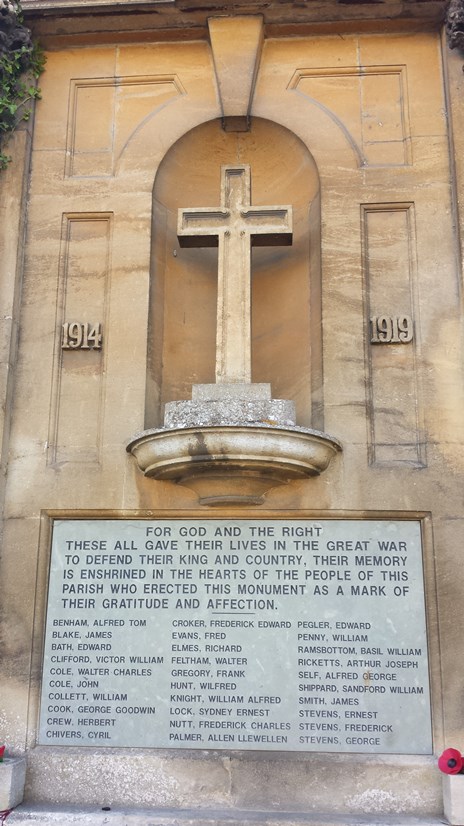 1914
1919
FOR GOD AND THE RIGHT
THESE ALL GAVE THEIR LIVES IN THE GREAT WAR
TO DEFEND THEIR KING AND COUNTRY, THEIR MEMORY
IS ENSHRINED IN THE HEARTS OF THE PEOPLE OF THIS
PARISH WHO ERECTED THIS MONUMENT AS A MARK OF
THEIR GRATITUDE AND AFFECTION.
BENHAM, ALFRED TOM
BLAKE, JAMES
BATH, EDWARD
CLIFFORD, VICTOR WILLIAM
COLE, WALTER CHARLES
COLE, JOHN
COLLETT, WILLIAM
COOK, GEORGE GOODWIN
CREW, HERBERT
CHIVERS, CYRIL
CROKER, FREDERICK EDWARD
EVANS, FRED
ELMES, RICHARD
FELTHAM, WALTER
GREGORY, FRANK
HUNT, WILFRED
KNIGHT, WILLIAM ALFRED
LOCK, SYDNEY ERNEST
NUTT, FREDERICK CHARLES
PALMER, ALLEN LLEWELLEN
PEGLER, EDWARD
PENNY, WILLIAM
RAMSBOTTOM, BASIL WILLIAM
RICKETTS, ARTHUR JOSEPH
SELF, ALFRED GEORGE
SHIPPARD, SANDFORD WILLIAM
SMITH, JAMES
STEVENS, ERNEST
STEVENS, FREDERICK
STEVENS, GEORGE